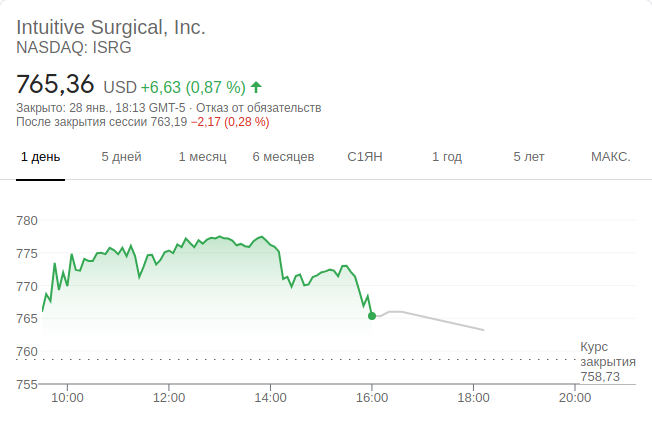 Intuitive Surgical, Inc.
NASDAQ: ISRG
765,36 USD +6,63 (0,87 %)
Закрыто: 28 янв., 18:13 GMT-5 · Отказ от обязательств
После закрытия сессии 763,19 −2,17 (0,28 %)
1 день 5 дней 1 месяц 6 месяцев С1ЯН 1 год 5 лет МАКС.
780
775
770
765
760
755
Курс
закрытия
758,73
10:00 12:00 14:00 16:00 18:00 20:00